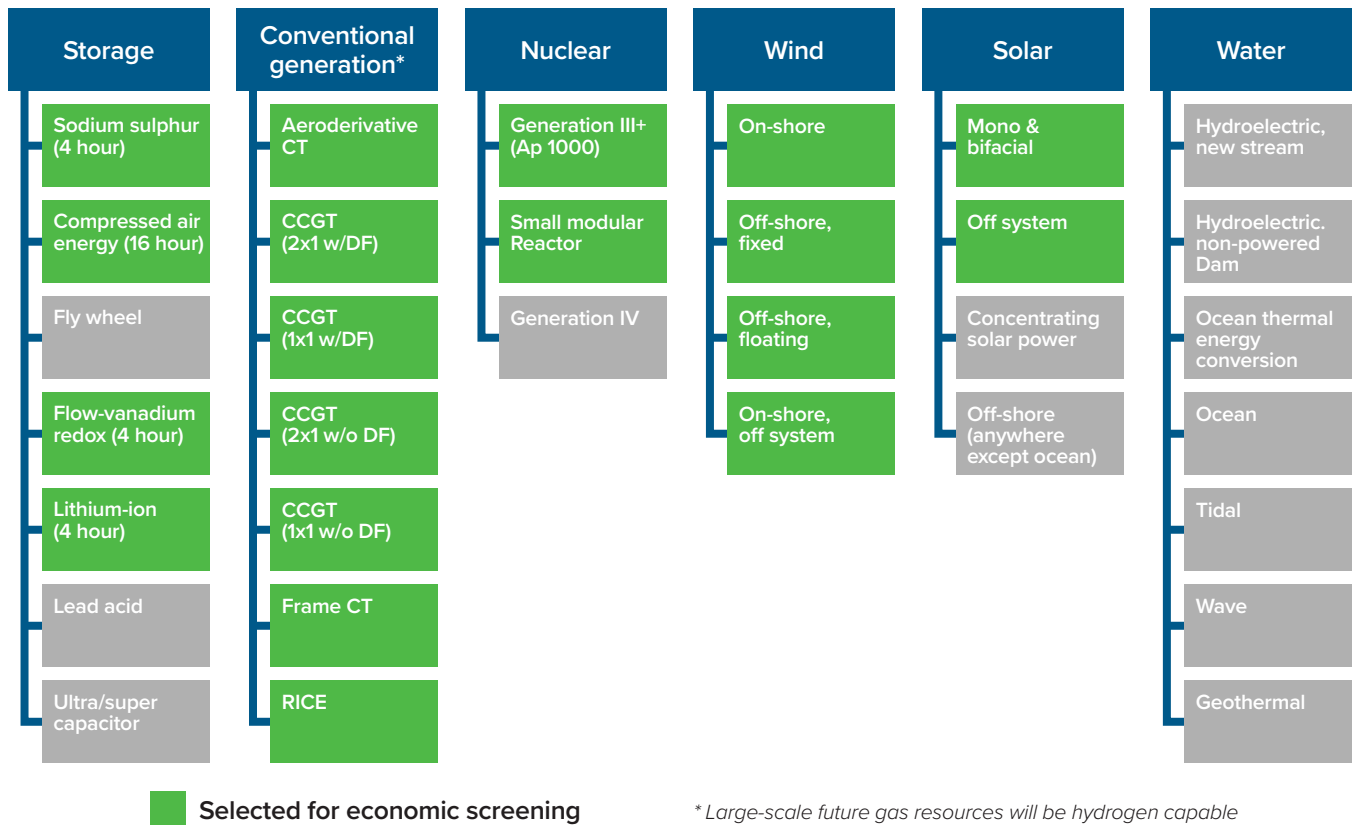 Storage
Sodium sulphur
(4 hour)
Compressed air
energy (16 hour)
Fly wheel
Flow-vanadium
redox (4 hour)
Lithium-ion
(4 hour)
Lead acid
Ultra/super
capacitor
Conventional
generation*
Aeroderivative
CT
CCGT
(2x1 w/DF)
CCGT
(1x1 w/DF)
CCGT
(2x1 w/o DF)
CCGT
(1x1 w/o DF)
Frame CT
RICE
Nuclear
Generation III+
(Ap 1000)
Small modular
Reactor
Generation IV
Wind
On-shore
Off-shore,
fixed
Off-shore,
floating
On-shore,
off system
Solar
Mono &
bifacial
Off system
Concentrating
solar power
Off-shore
(anywhere
except ocean)
Water
Hydroelectric,
new stream
Hydroelectric.
non-powered
Dam
Ocean thermal
energy
conversion
Ocean
Tidal
Wave
Geothermal
Selected for economic screening
* Large-scale future gas resources will be hydrogen capable